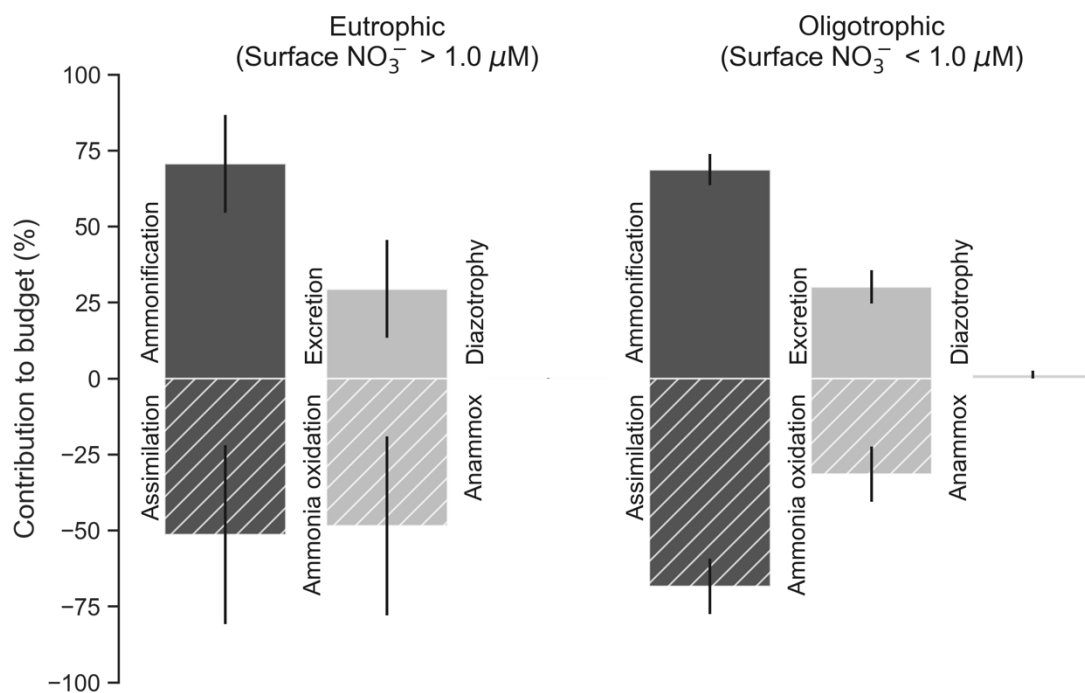 Eutrophic
(Surface NO₃⁻ > 1.0 μM)
Oligotrophic
(Surface NO₃⁻ < 1.0 μM)
Contribution to budget (%)
100
75
50
25
0
−25
−50
−75
−100
Ammonification
Excretion
Diazotrophy
Assimilation
Ammonia oxidation
Anammox
Ammonification
Excretion
Diazotrophy
Assimilation
Ammonia oxidation
Anammox